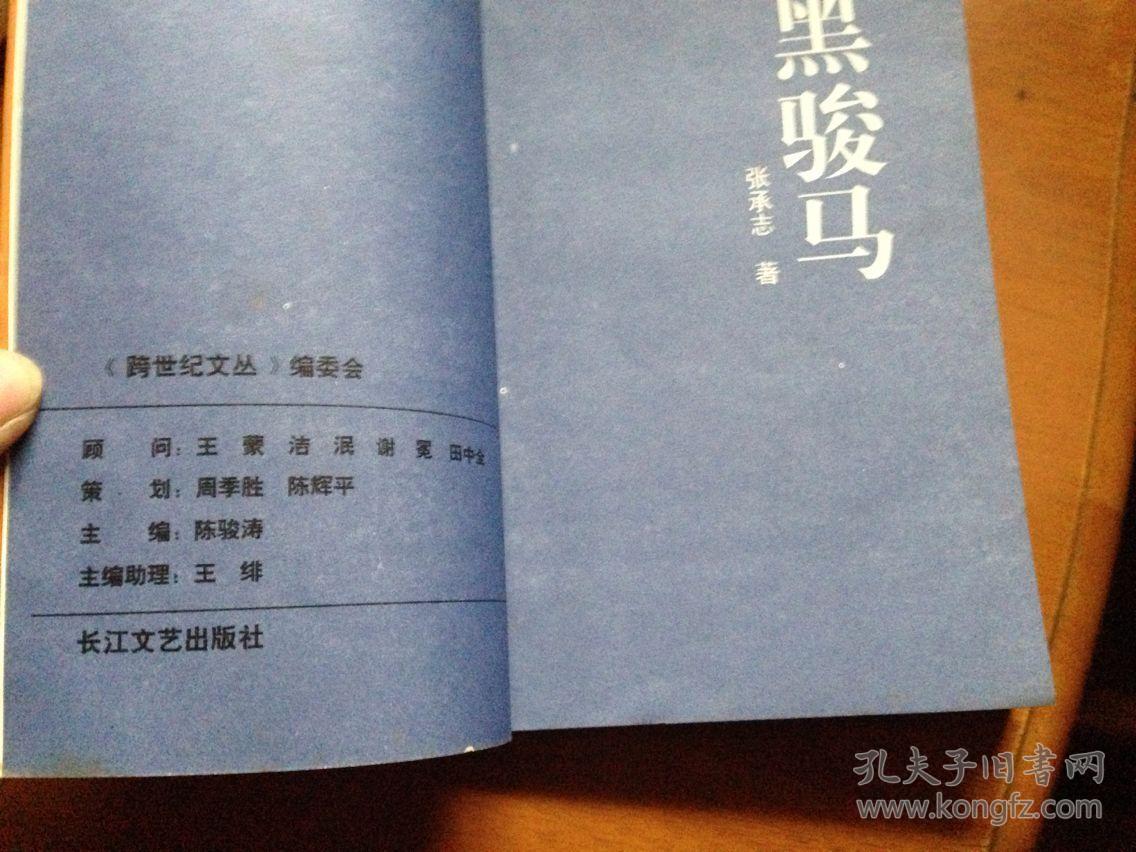 《跨世纪文丛》编委会
顾 问：王 蒙 洁 泯 谢 冕 田中全
策 划：周季胜 陈辉平
主 编：陈骏涛
主编助理：王 绯
长江文艺出版社
黑骏马
张承志 著
孔夫子旧书网
www.kongfz.com